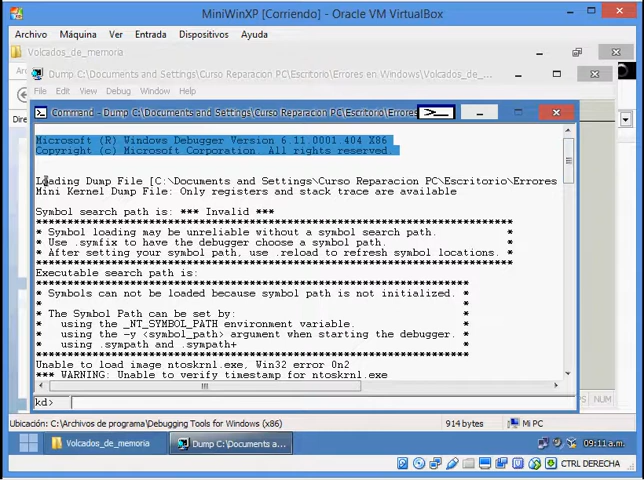 MiniWinXP [Corriendo] - Oracle VM VirtualBox
Archivo Máquina Ver Entrada Dispositivos Ayuda
Volcados_de_memoria
Dump C:\Documents and Settings\Curso Reparacion PC\Escritorio\Errores en Windows\Volcados_de_...
File Edit View Debug Window Help
Command - Dump C:\Documents and Settings\Curso Reparacion PC\Escritorio\Errores
Microsoft (R) Windows Debugger Version 6.11.0001.404 X86
Copyright (c) Microsoft Corporation. All rights reserved.
Loading Dump File [C:\Documents and Settings\Curso Reparacion PC\Escritorio\Errores
Mini Kernel Dump File: Only registers and stack trace are available
Symbol search path is: *** Invalid ***
****************************************************************************
* Symbol loading may be unreliable without a symbol search path.
* Use .symfix to have the debugger choose a symbol path.
* After setting your symbol path, use .reload to refresh symbol locations.
****************************************************************************
Executable search path is:
*********************************************************************
* Symbols can not be loaded because symbol path is not initialized. *
* *
* The Symbol Path can be set by: *
* using the _NT_SYMBOL_PATH environment variable. *
* using the -y <symbol_path> argument when starting the debugger. *
* using .sympath and .sympath+ *
*********************************************************************
Unable to load image ntoskrnl.exe, Win32 error 0n2
*** WARNING: Unable to verify timestamp for ntoskrnl.exe
kd>
NUM
Ubicación: C:\Archivos de programa\Debugging Tools for Windows (x86) 914 bytes Mi PC
Volcados_de_memoria Dump C:\Documents a... 09:11 a.m.
CTRL DERECHA